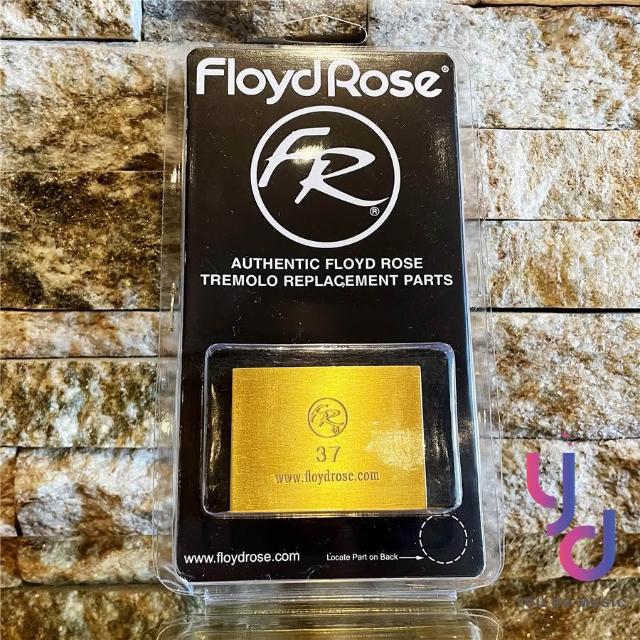 FloydRose®
FR®
AUTHENTIC FLOYD ROSE
TREMOLO REPLACEMENT PARTS
FR®
37
www.floydrose.com
www.floydrose.com
Locate Part on Back